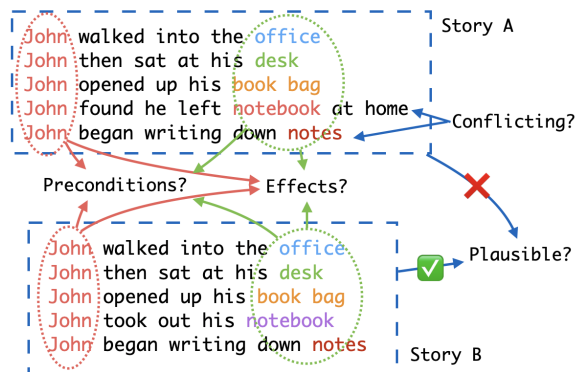 Story A
John walked into the office
John then sat at his desk
John opened up his book bag
John found he left notebook at home
John began writing down notes
Conflicting?
Preconditions?
Effects?
Plausible?
John walked into the office
John then sat at his desk
John opened up his book bag
John took out his notebook
John began writing down notes
Story B